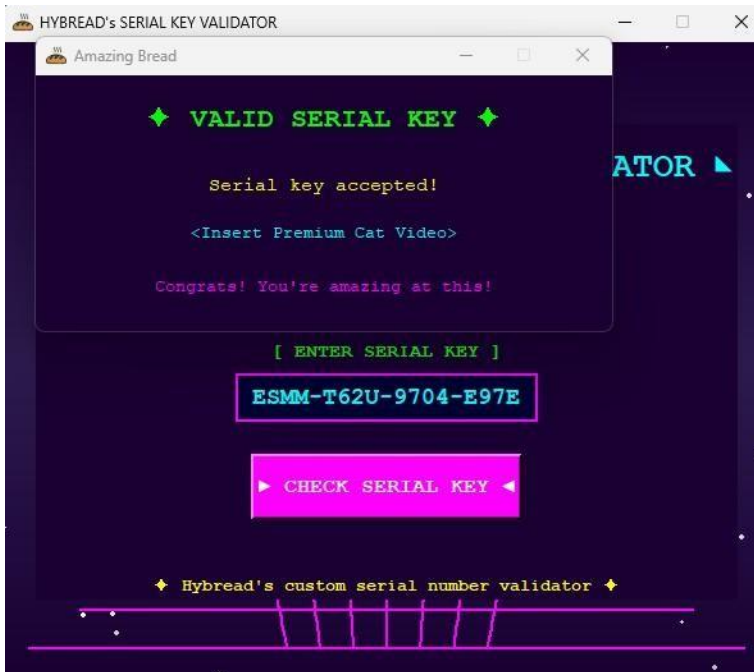 HYBREAD's SERIAL KEY VALIDATOR
Amazing Bread
✦ VALID SERIAL KEY ✦
ATOR ◣
Serial key accepted!
<Insert Premium Cat Video>
Congrats! You're amazing at this!
[ ENTER SERIAL KEY ]
ESMM-T62U-9704-E97E
► CHECK SERIAL KEY ◄
✦ Hybread's custom serial number validator ✦